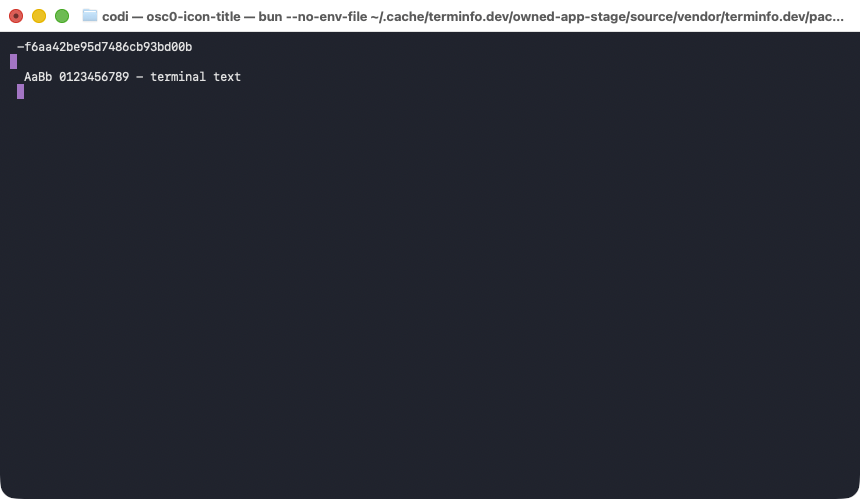 codi — osc0-icon-title — bun --no-env-file ~/.cache/terminfo.dev/owned-app-stage/source/vendor/terminfo.dev/pac...
-f6aa42be95d7486cb93bd00b
AaBb 0123456789 — terminal text